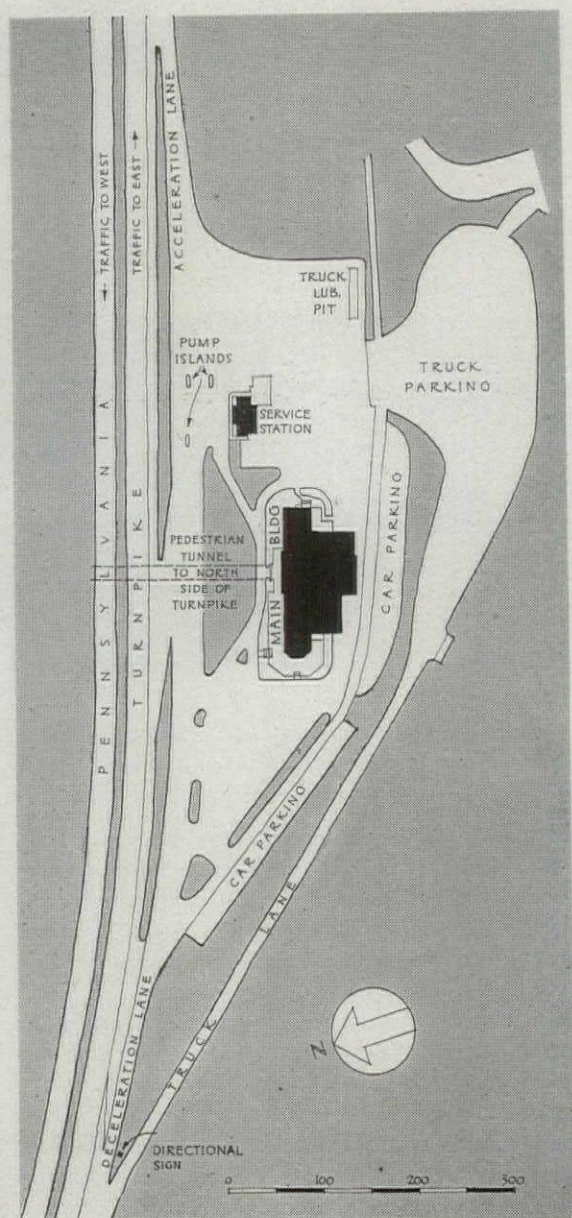 ← TRAFFIC TO WEST
TRAFFIC TO EAST →
ACCELERATION LANE
PENNSYLVANIA
TURNPIKE
TRUCK
LUB.
PIT
PUMP
ISLANDS
SERVICE
STATION
TRUCK
PARKING
CAR PARKING
MAIN BLDG
PEDESTRIAN
TUNNEL
TO NORTH
SIDE OF
TURNPIKE
CAR PARKING
TRUCK LANE
DECELERATION LANE
N
DIRECTIONAL
SIGN
0 100 200 300